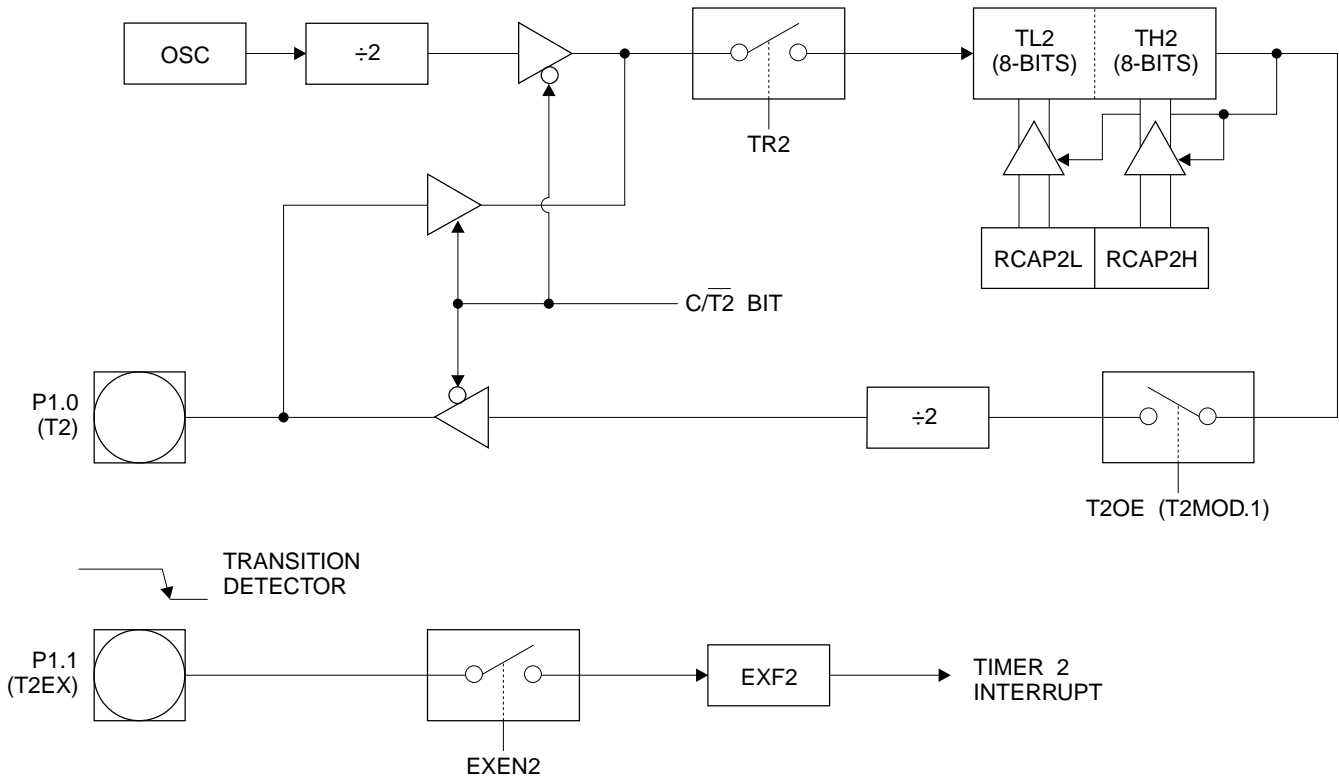 OSC
÷2
TR2
TL2
(8-BITS)
TH2
(8-BITS)
RCAP2L
RCAP2H
C/T2 BIT
P1.0
(T2)
÷2
T2OE (T2MOD.1)
TRANSITION
DETECTOR
P1.1
(T2EX)
EXEN2
EXF2
TIMER 2
INTERRUPT